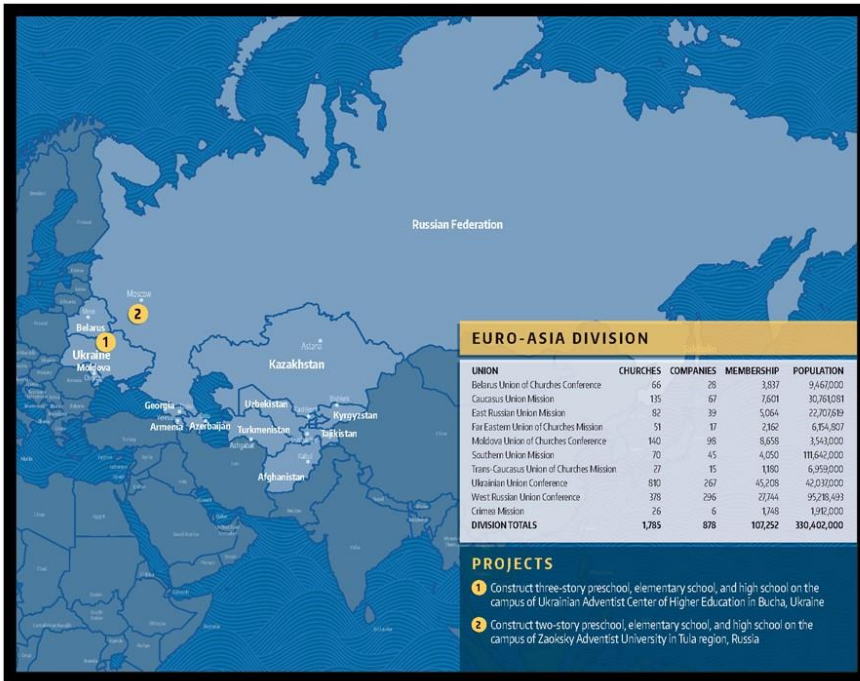 Russian Federation
Moscow
Minsk
Belarus
Ukraine
Moldova
Astana
Kazakhstan
Georgia
Uzbekistan
Bishkek
Kyrgyzstan
Armenia
Azerbaijan
Turkmenistan
Tajikistan
Ashgabat
Kabul
Afghanistan
EURO-ASIA DIVISION
UNION CHURCHES COMPANIES MEMBERSHIP POPULATION
Belarus Union of Churches Conference 66 28 3,837 9,467,000
Caucasus Union Mission 135 67 7,601 30,761,081
East Russian Union Mission 82 39 5,064 22,707,619
Far Eastern Union of Churches Mission 51 17 2,162 6,154,807
Moldova Union of Churches Conference 140 98 8,658 3,543,000
Southern Union Mission 70 45 4,050 111,642,000
Trans-Caucasus Union of Churches Mission 27 15 1,180 6,959,000
Ukrainian Union Conference 810 267 45,208 42,037,000
West Russian Union Conference 378 296 27,744 95,218,493
Crimea Mission 26 6 1,748 1,912,000
DIVISION TOTALS 1,785 878 107,252 330,402,000
PROJECTS
1 Construct three-story preschool, elementary school, and high school on the
campus of Ukrainian Adventist Center of Higher Education in Bucha, Ukraine
2 Construct two-story preschool, elementary school, and high school on the
campus of Zaoksky Adventist University in Tula region, Russia
2
1